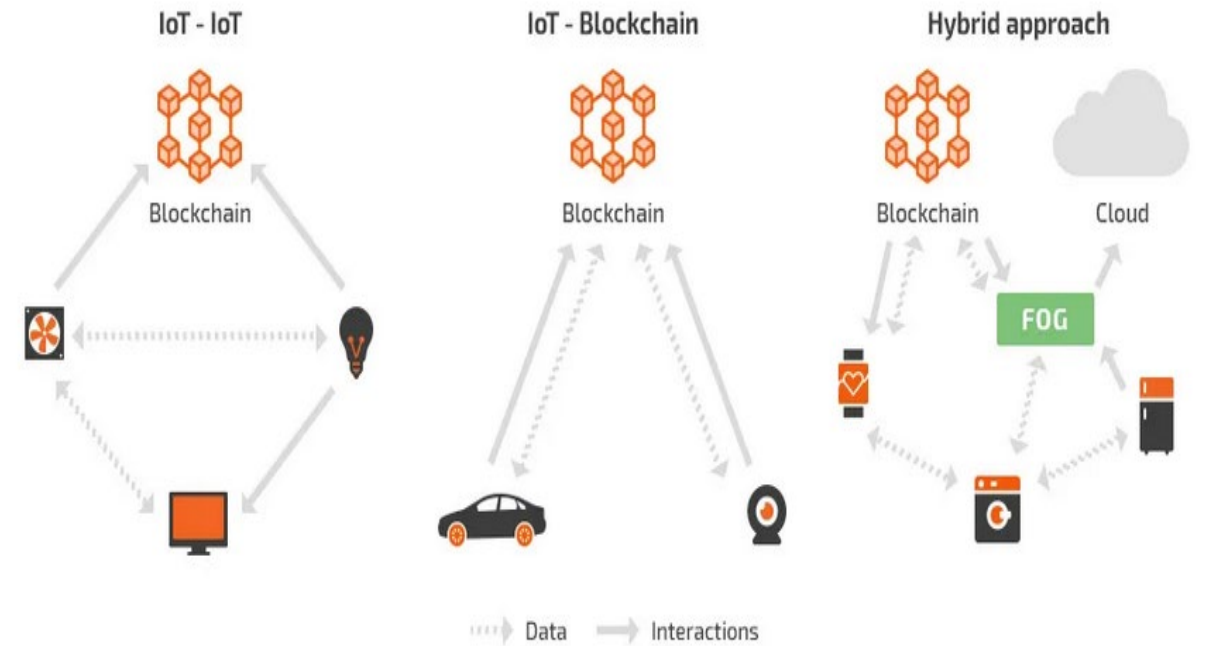 IoT - IoT
IoT - Blockchain
Hybrid approach
Blockchain
Blockchain
Blockchain
Cloud
FOG
Data
Interactions